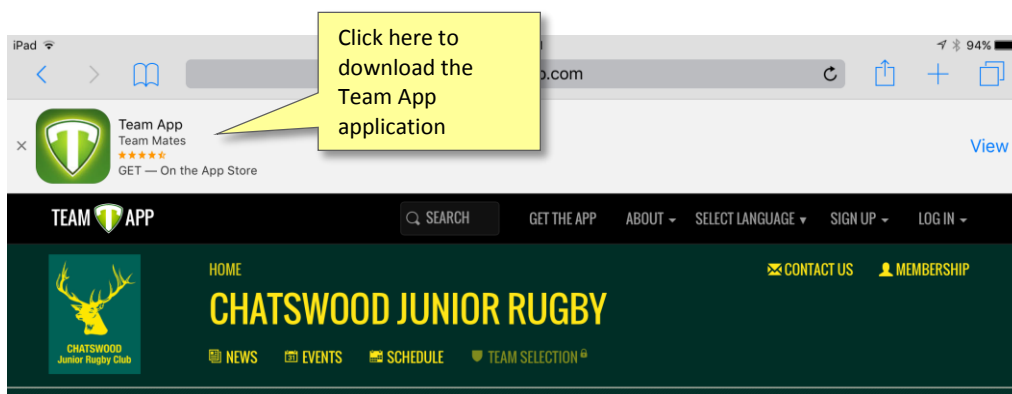 iPad 94%
Click here to
download the
Team App
application
.com
Team App
Team Mates
GET — On the App Store
View
TEAM APP SEARCH GET THE APP ABOUT SELECT LANGUAGE SIGN UP LOG IN
HOME CONTACT US MEMBERSHIP
CHATSWOOD JUNIOR RUGBY
CHATSWOOD
Junior Rugby Club
NEWS EVENTS SCHEDULE TEAM SELECTION